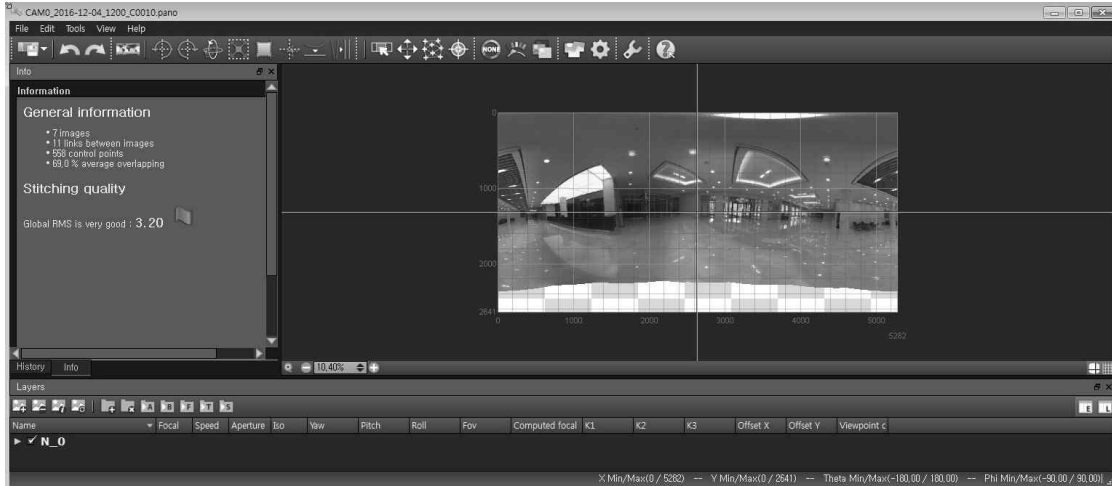 CAM0_2016-12-04_1200_C0010.pano
File Edit Tools View Help
NONE
Info
Information
General information
• 7 images
• 11 links between images
• 558 control points
• 69,0 % average overlapping
Stitching quality
Global RMS is very good : 3.20
0
1000
2000
2641
0 1000 2000 3000 4000 5000
5282
History Info
10,40%
Layers
A B F T S
E L
Name Focal Speed Aperture Iso Yaw Pitch Roll Fov Computed focal K1 K2 K3 Offset X Offset Y Viewpoint c
N_0
X Min/Max(0 / 5282) -- Y Min/Max(0 / 2641) -- Theta Min/Max(-180,00 / 180,00) -- Phi Min/Max(-90,00 / 90,00)